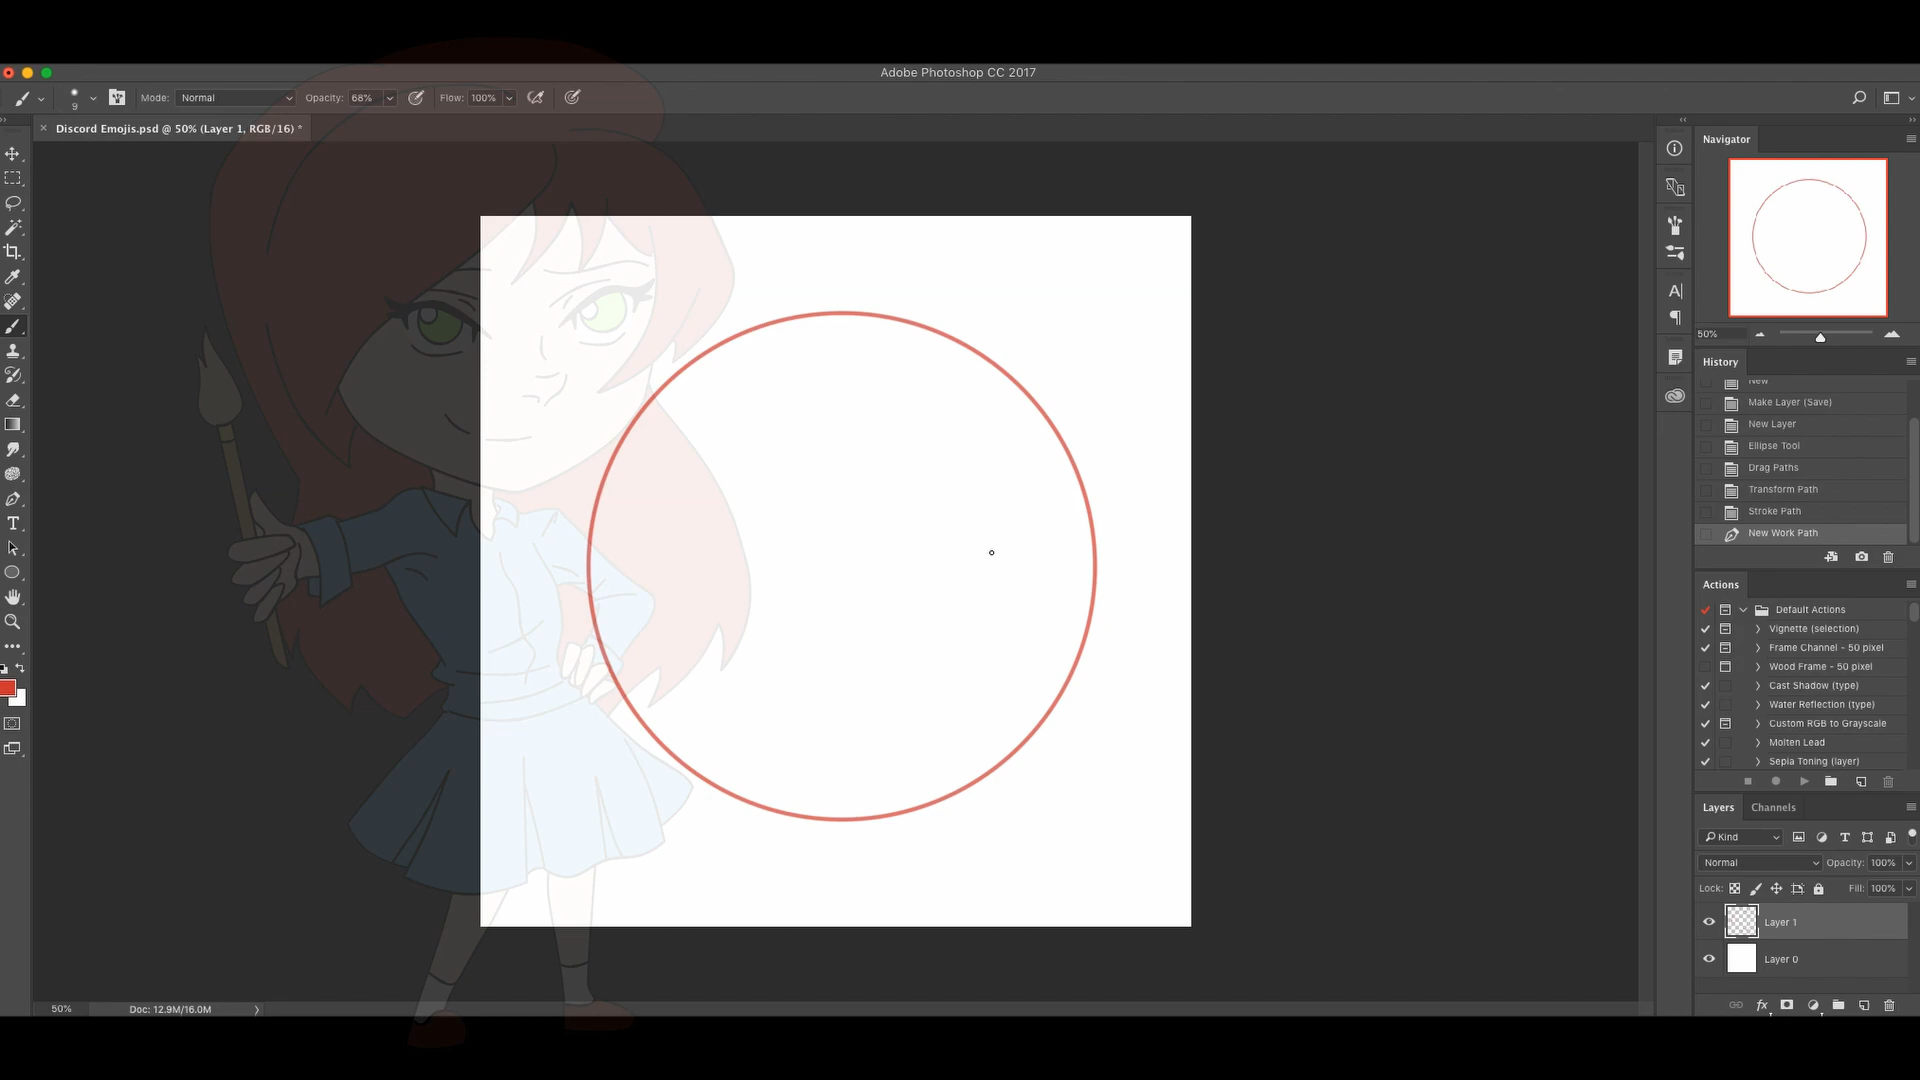 Adobe Photoshop CC 2017
9
Mode: Normal
Opacity: 68%
Flow: 100%
Discord Emojis.psd @ 50% (Layer 1, RGB/16) *
Navigator
50%
History
New
Make Layer (Save)
New Layer
Ellipse Tool
Drag Paths
Transform Path
Stroke Path
New Work Path
Actions
Default Actions
Vignette (selection)
Frame Channel - 50 pixel
Wood Frame - 50 pixel
Cast Shadow (type)
Water Reflection (type)
Custom RGB to Grayscale
Molten Lead
Sepia Toning (layer)
Layers
Channels
Kind
Normal
Opacity: 100%
Lock:
Fill: 100%
Layer 1
Layer 0
fx
50%
Doc: 12.9M/16.0M